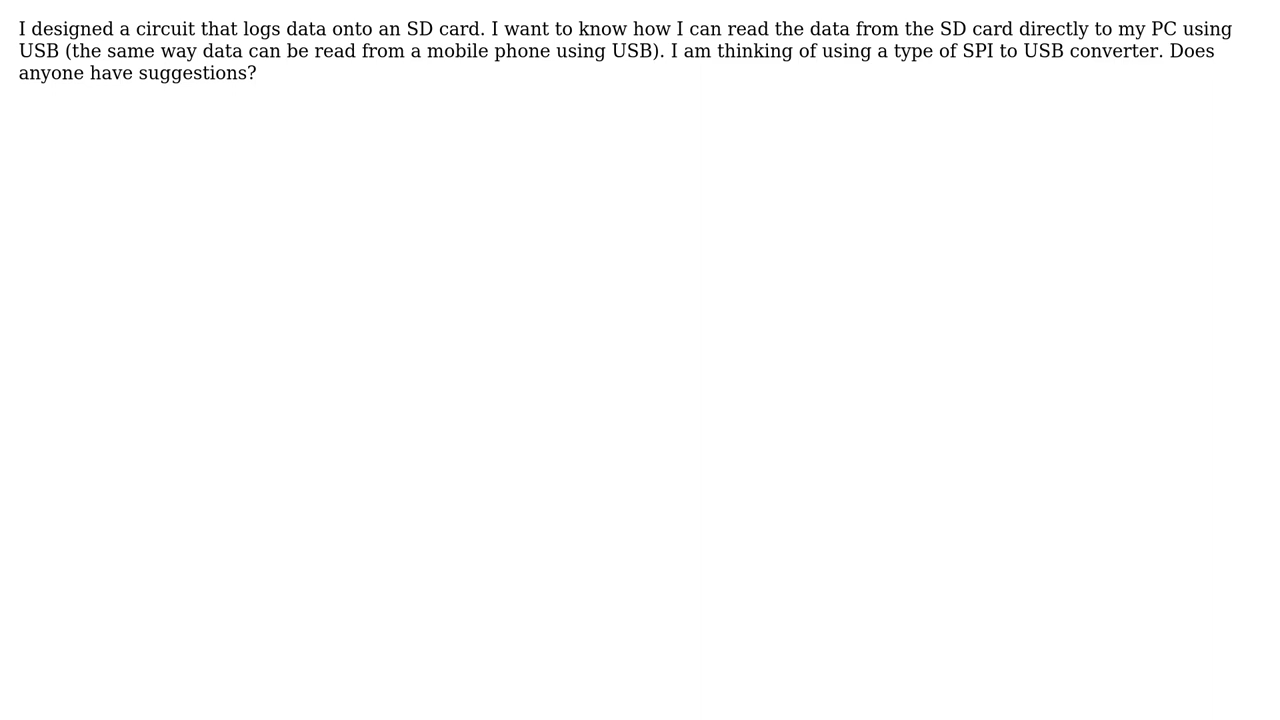 I designed a circuit that logs data onto an SD card. I want to know how I can read the data from the SD card directly to my PC using
USB (the same way data can be read from a mobile phone using USB). I am thinking of using a type of SPI to USB converter. Does
anyone have suggestions?